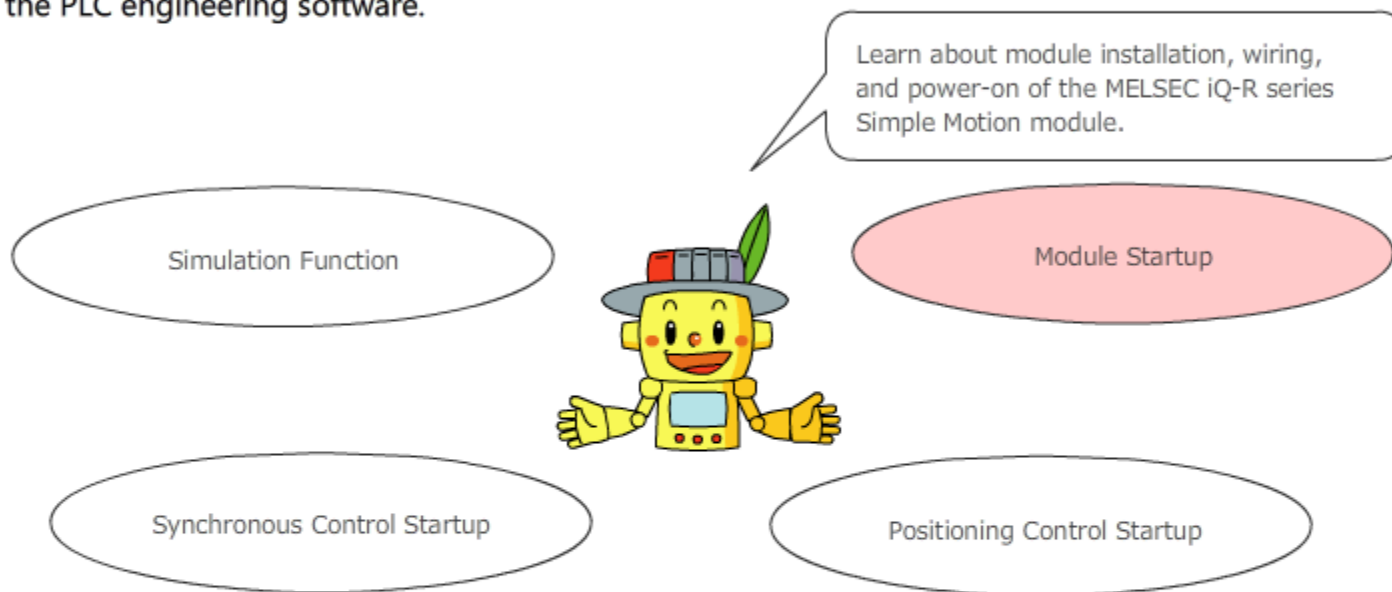 the PLC engineering software.
Learn about module installation, wiring,
and power-on of the MELSEC iQ-R series
Simple Motion module.
Simulation Function
Module Startup
Synchronous Control Startup
Positioning Control Startup